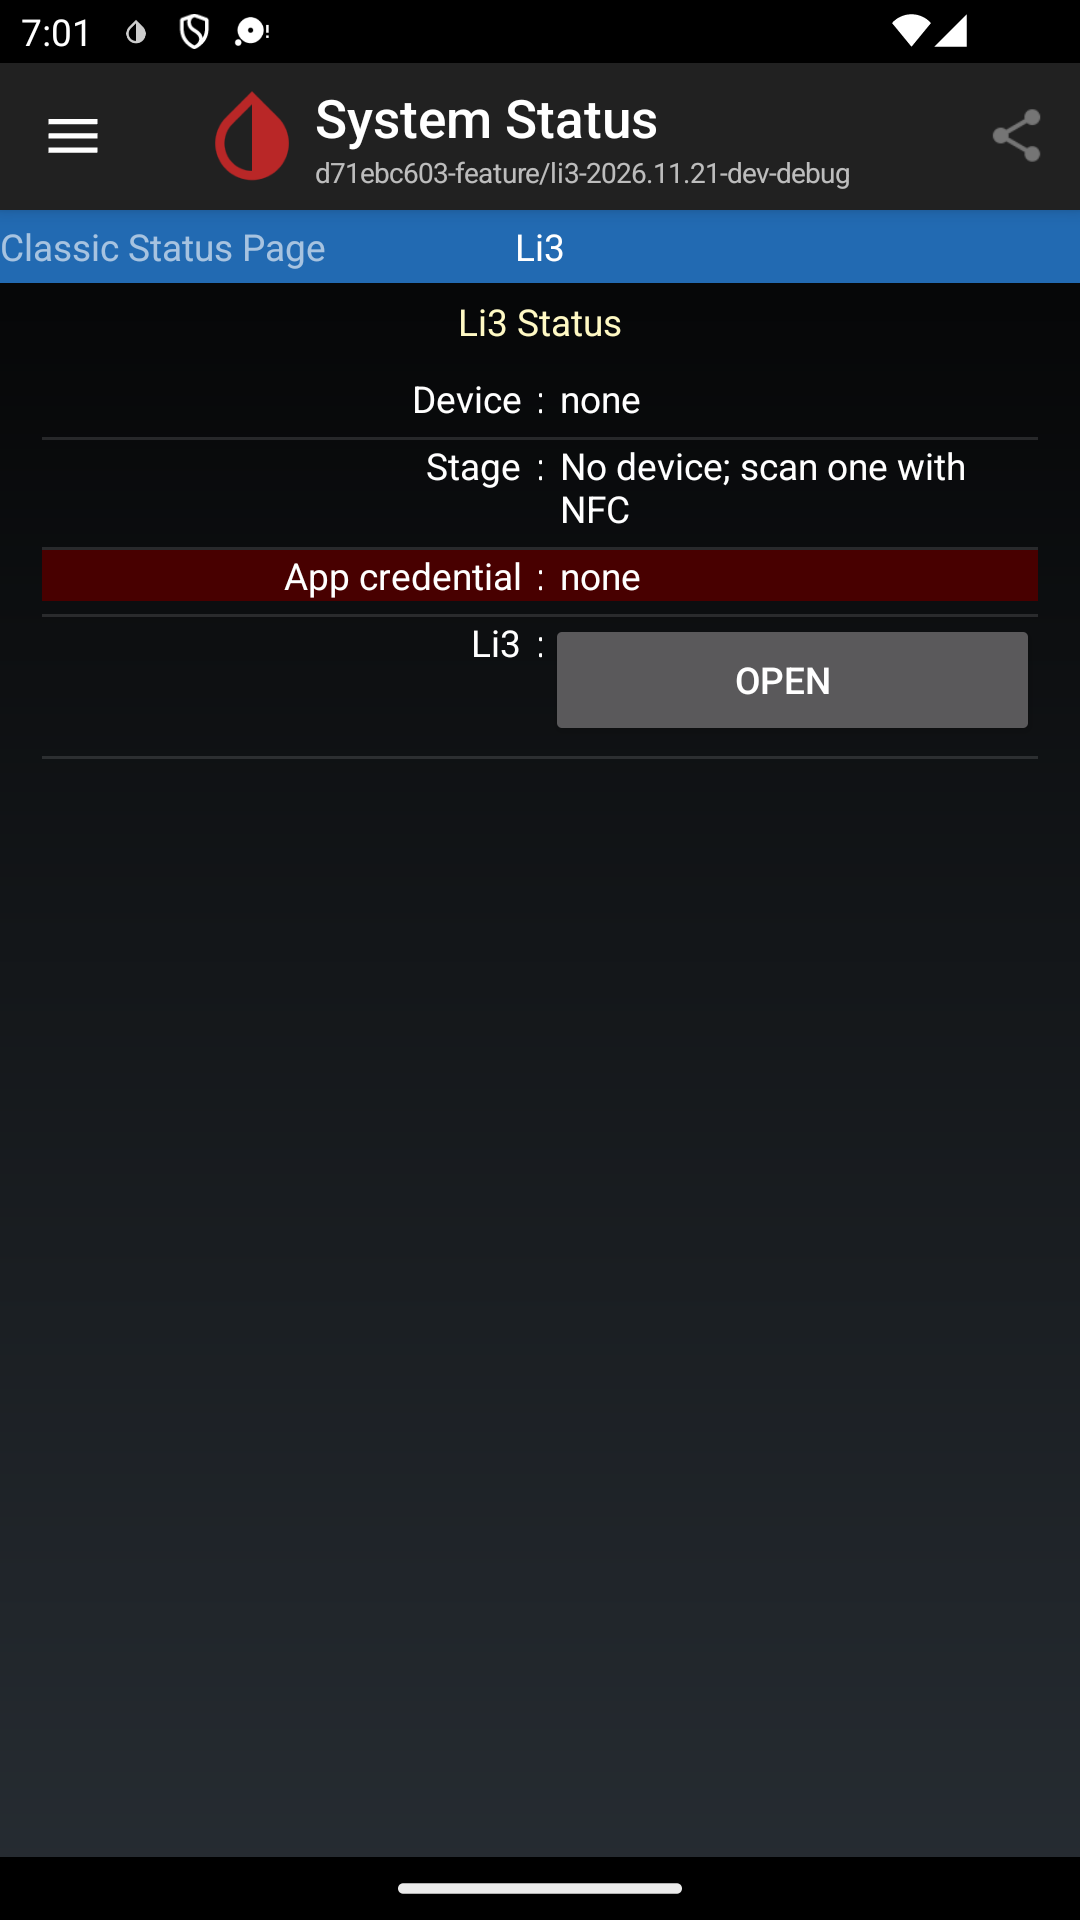 7:01
System Status
d71ebc603-feature/li3-2026.11.21-dev-debug
Classic Status Page Li3
Li3 Status
Device : none
Stage : No device; scan one with
NFC
App credential : none
Li3 :
OPEN